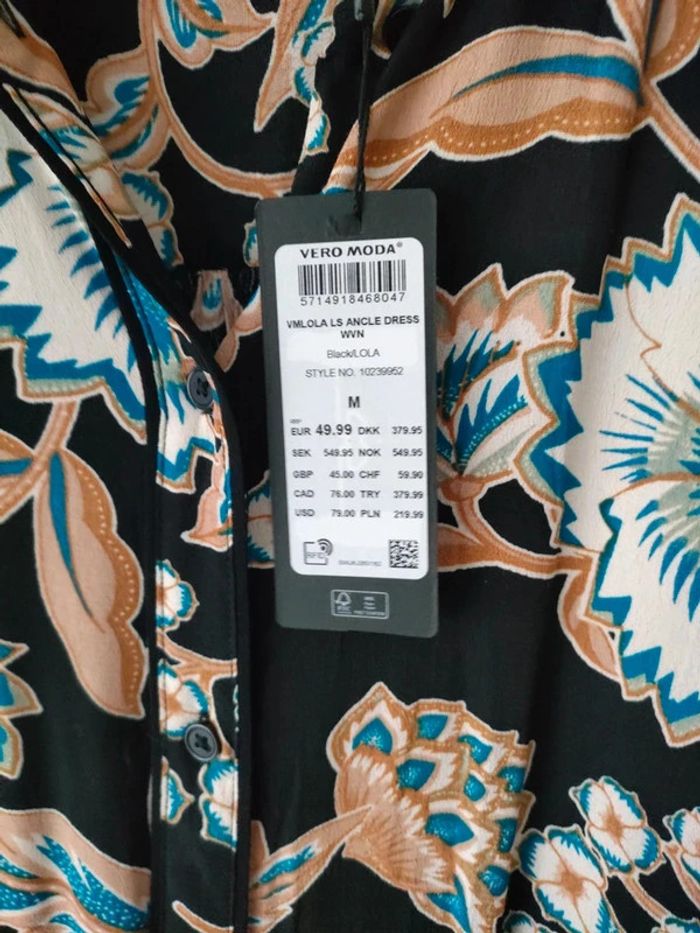 VERO MODA®
5714918468047
VMLOLA LS ANCLE DRESS
WVN
Black/LOLA
STYLE NO. 10239952
M
EUR 49.99 DKK 379.95
SEK 549.95 NOK 549.95
GBP 45.00 CHF 59.90
CAD 76.00 TRY 379.99
USD 79.00 PLN 219.99
RFID
FSC